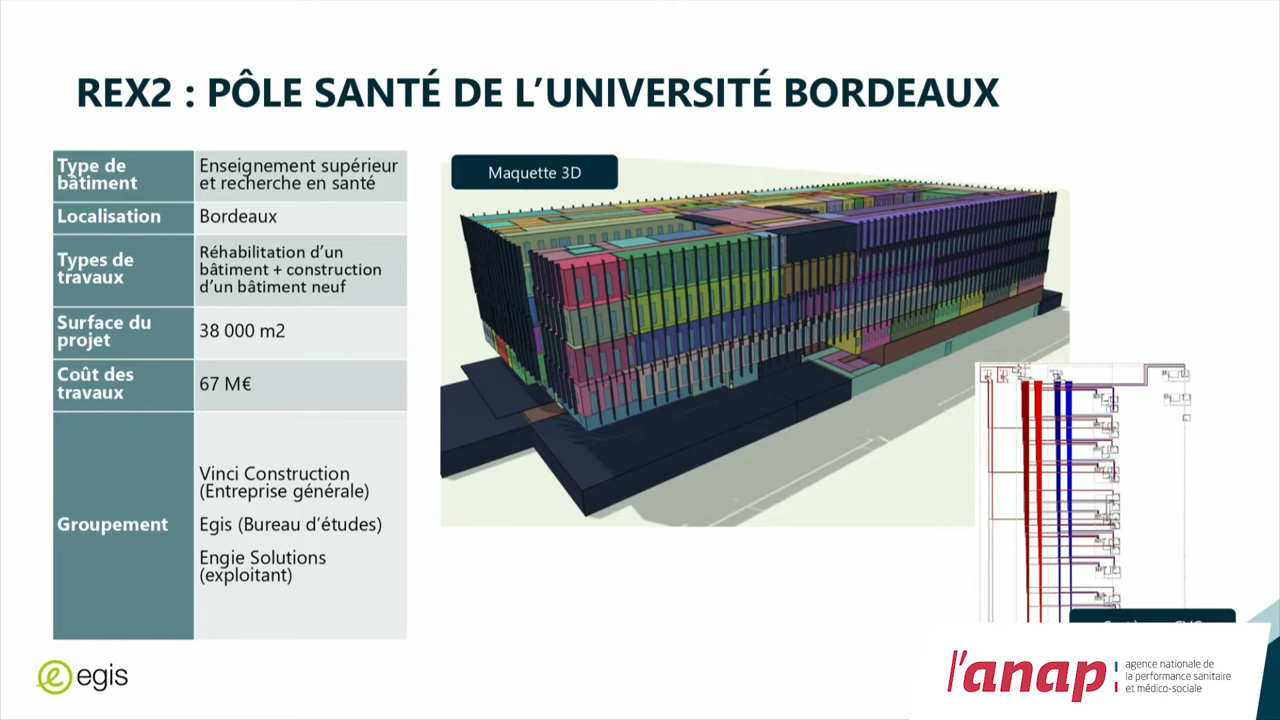 REX2 : PÔLE SANTÉ DE L’UNIVERSITÉ BORDEAUX
Type de
bâtiment
Enseignement supérieur
et recherche en santé
Localisation
Bordeaux
Types de
travaux
Réhabilitation d’un
bâtiment + construction
d’un bâtiment neuf
Surface du
projet
38 000 m2
Coût des
travaux
67 M€
Groupement
Vinci Construction
(Entreprise générale)
Egis (Bureau d’études)
Engie Solutions
(exploitant)
Maquette 3D
egis
l'anap
agence nationale de
la performance sanitaire
et médico-sociale